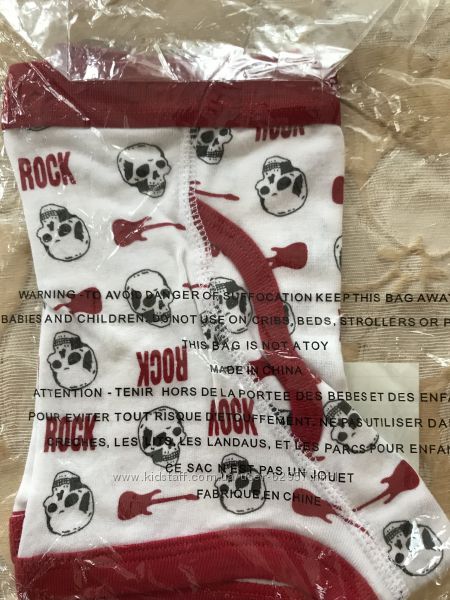 ROCK
ROCK
WARNING - TO AVOID DANGER OF SUFFOCATION KEEP THIS BAG AWA
BABIES AND CHILDREN. DO NOT USE ON CRIBS, BEDS, STROLLERS OR P
THIS BAG IS NOT A TOY
MADE IN CHINA
ROCK
ATTENTION - TENIR HORS DE LA PORTEE DES BEBES ET DES ENFA
POUR EVITER TOUT RISQUE D'ETOUFFEMENT, NE PAS UTILISER DA
ROCK
ROCK
CRECHES, LES LITS, LES LANDAUS, ET LES PARCS POUR ENFAN
CE SAC N'EST PAS UN JOUET
FABRIQUE EN CHINE